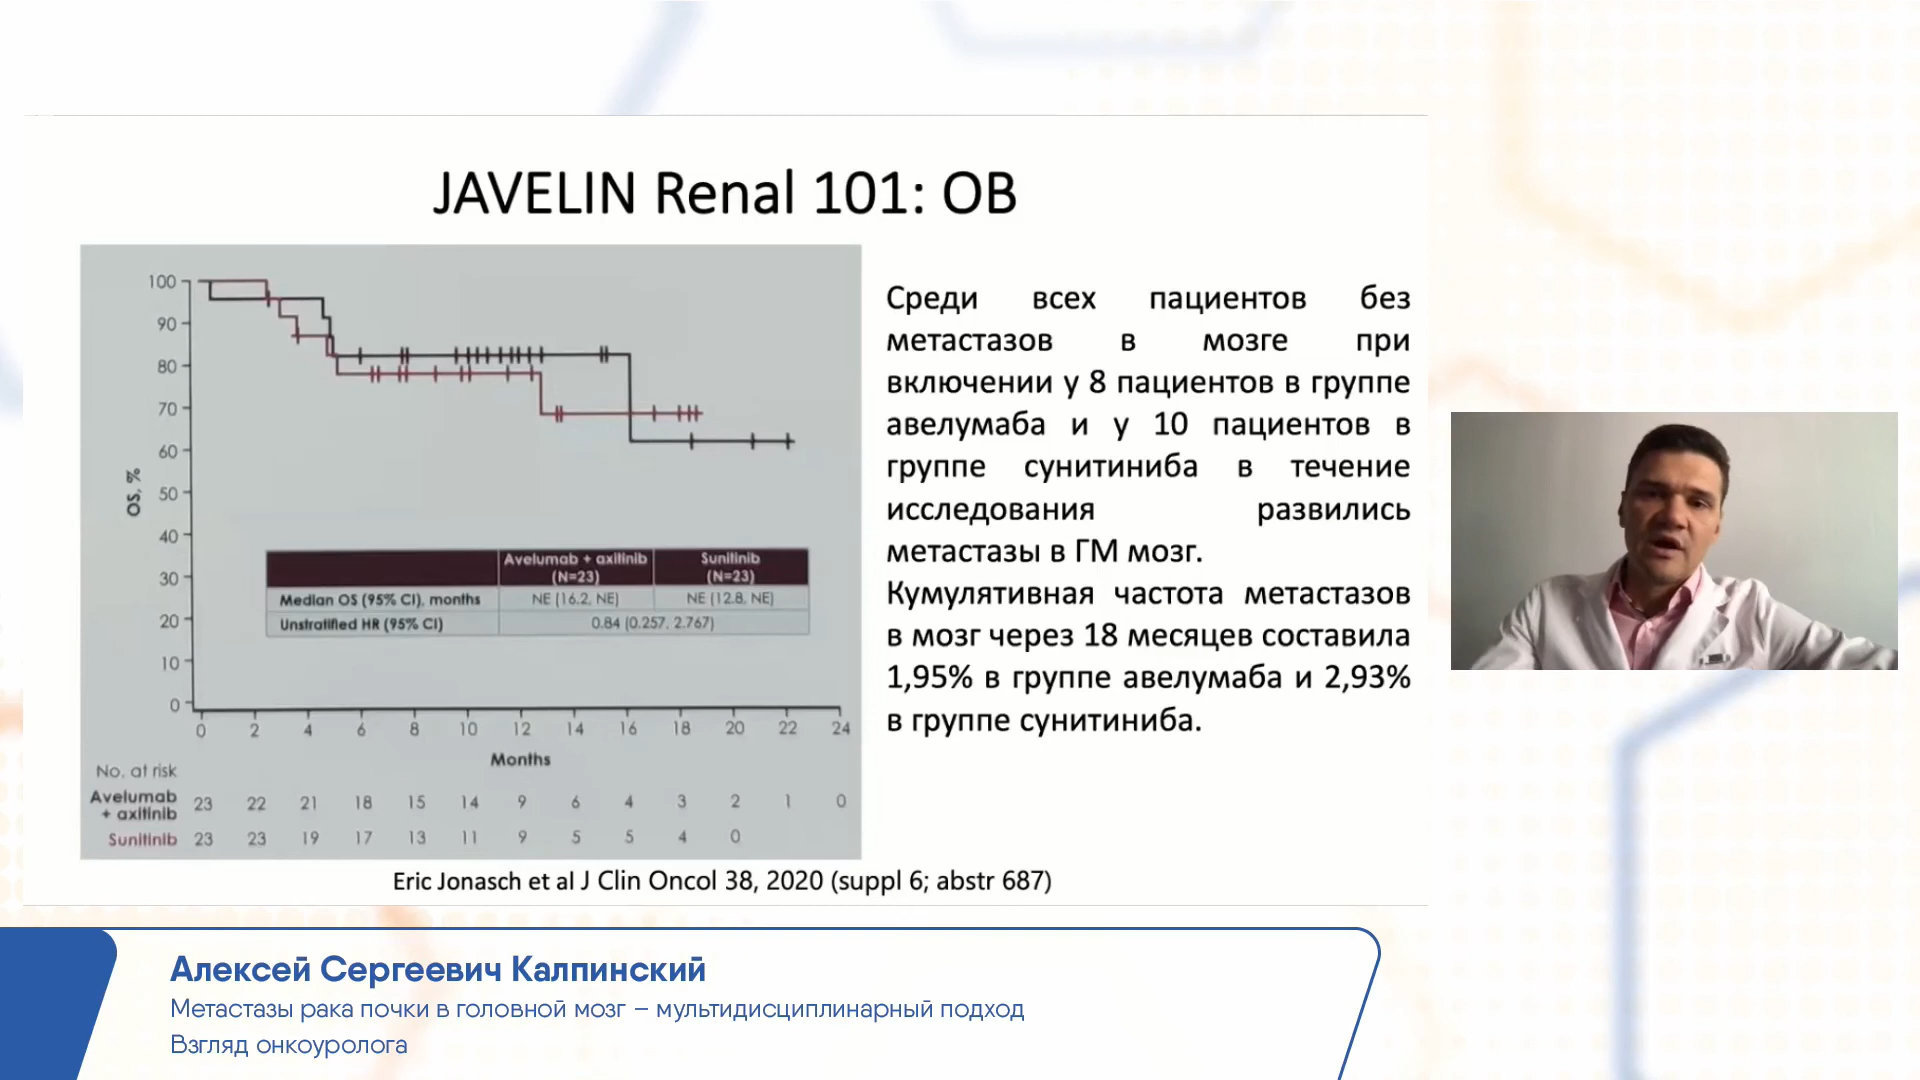 JAVELIN Renal 101: ОВ
100
90
80
70
60
50
40
30
20
10
0
OS, %
Avelumab + axitinib (N=23)
Sunitinib (N=23)
Median OS (95% CI), months NE (16.2, NE) NE (12.8, NE)
Unstratified HR (95% CI) 0.84 (0.257, 2.767)
0 2 4 6 8 10 12 14 16 18 20 22 24
Months
No. at risk
Avelumab + axitinib 23 22 21 18 15 14 9 6 4 3 2 1 0
Sunitinib 23 23 19 17 13 11 9 5 5 4 0
Среди всех пациентов без
метастазов в мозге при
включении у 8 пациентов в группе
авелумаба и у 10 пациентов в
группе сунитиниба в течение
исследования развились
метастазы в ГМ мозг.
Кумулятивная частота метастазов
в мозг через 18 месяцев составила
1,95% в группе авелумаба и 2,93%
в группе сунитиниба.
Eric Jonasch et al J Clin Oncol 38, 2020 (suppl 6; abstr 687)
Алексей Сергеевич Калпинский
Метастазы рака почки в головной мозг – мультидисциплинарный подход
Взгляд онкоуролога